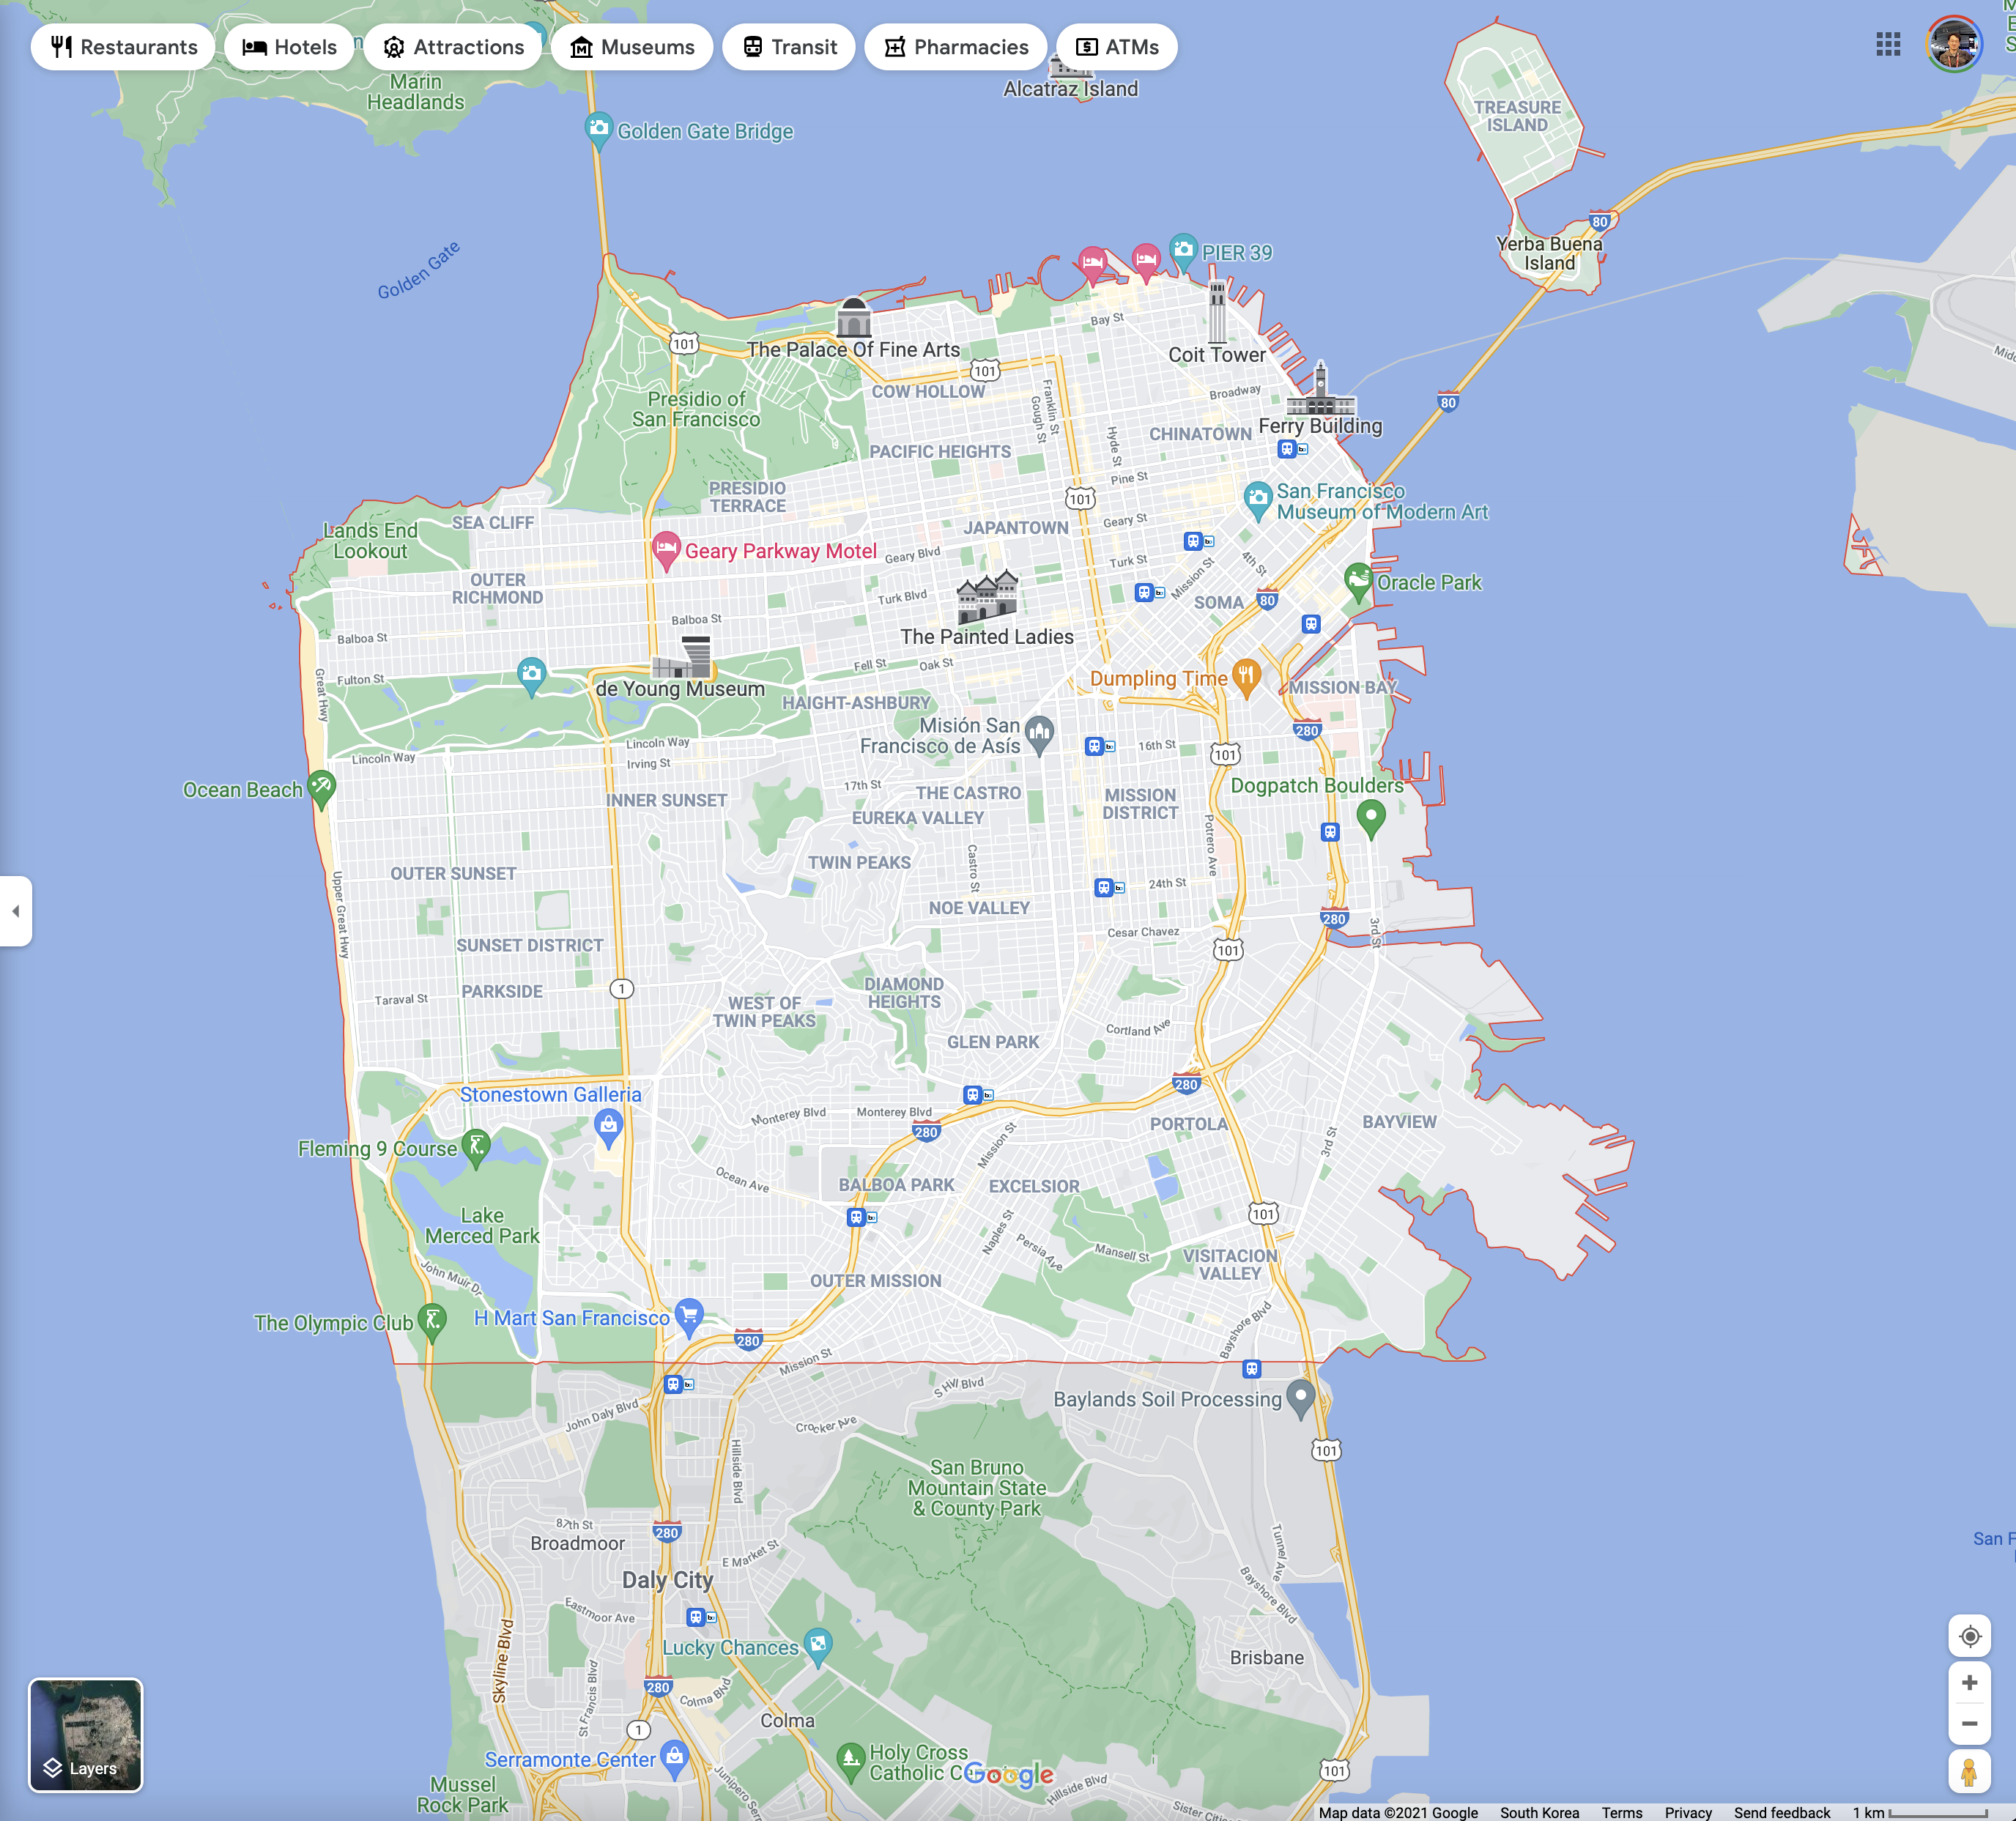 Restaurants
Hotels
Attractions
Museums
Transit
Pharmacies
ATMs
Marin
Headlands
Alcatraz Island
Golden Gate Bridge
TREASURE
ISLAND
80
Yerba Buena
Island
Golden Gate
PIER 39
Bay St
The Palace Of Fine Arts
101
101
Coit Tower
COW HOLLOW
Franklin St
Gough St
Broadway
80
Presidio of
San Francisco
Hyde St
CHINATOWN
Ferry Building
PACIFIC HEIGHTS
Pine St
PRESIDIO
TERRACE
101
San Francisco
Museum of Modern Art
SEA CLIFF
JAPANTOWN
Geary St
Lands End
Lookout
Geary Parkway Motel
Geary Blvd
Turk St
Mission St
4th St
OUTER
RICHMOND
Turk Blvd
SOMA
80
Oracle Park
Balboa St
Balboa St
The Painted Ladies
Fulton St
Great Hwy
de Young Museum
Fell St
Oak St
Dumpling Time
MISSION BAY
HAIGHT-ASHBURY
Misión San
Francisco de Asís
280
Lincoln Way
Lincoln Way
Irving St
16th St
101
Ocean Beach
17th St
Dogpatch Boulders
INNER SUNSET
THE CASTRO
MISSION
DISTRICT
EUREKA VALLEY
Potrero Ave
TWIN PEAKS
Castro St
OUTER SUNSET
24th St
Upper Great Hwy
NOE VALLEY
280
3rd St
SUNSET DISTRICT
Cesar Chavez
101
PARKSIDE
Taraval St
1
DIAMOND
HEIGHTS
WEST OF
TWIN PEAKS
Cortland Ave
GLEN PARK
Stonestown Galleria
280
Monterey Blvd
Monterey Blvd
280
PORTOLA
BAYVIEW
Fleming 9 Course
Mission St
3rd St
Ocean Ave
BALBOA PARK
EXCELSIOR
Lake
Merced Park
101
Naples St
Persia Ave
Mansell St
VISITACION
VALLEY
John Muir Dr
OUTER MISSION
The Olympic Club
H Mart San Francisco
280
Bayshore Blvd
Mission St
S Hill Blvd
Baylands Soil Processing
John Daly Blvd
Crocker Ave
101
Hillside Blvd
San Bruno
Mountain State
& County Park
87th St
280
Broadmoor
E Market St
Tunnel Ave
San F
Daly City
Bayshore Blvd
Eastmoor Ave
Skyline Blvd
Lucky Chances
Brisbane
St Francis Blvd
280
Colma Blvd
1
Colma
Serramonte Center
Holy Cross
Catholic C
Google
101
Layers
Mussel
Rock Park
Junipero Serr
Hillside Blvd
Sister Cities
Map data ©2021 Google
South Korea
Terms
Privacy
Send feedback
1 km